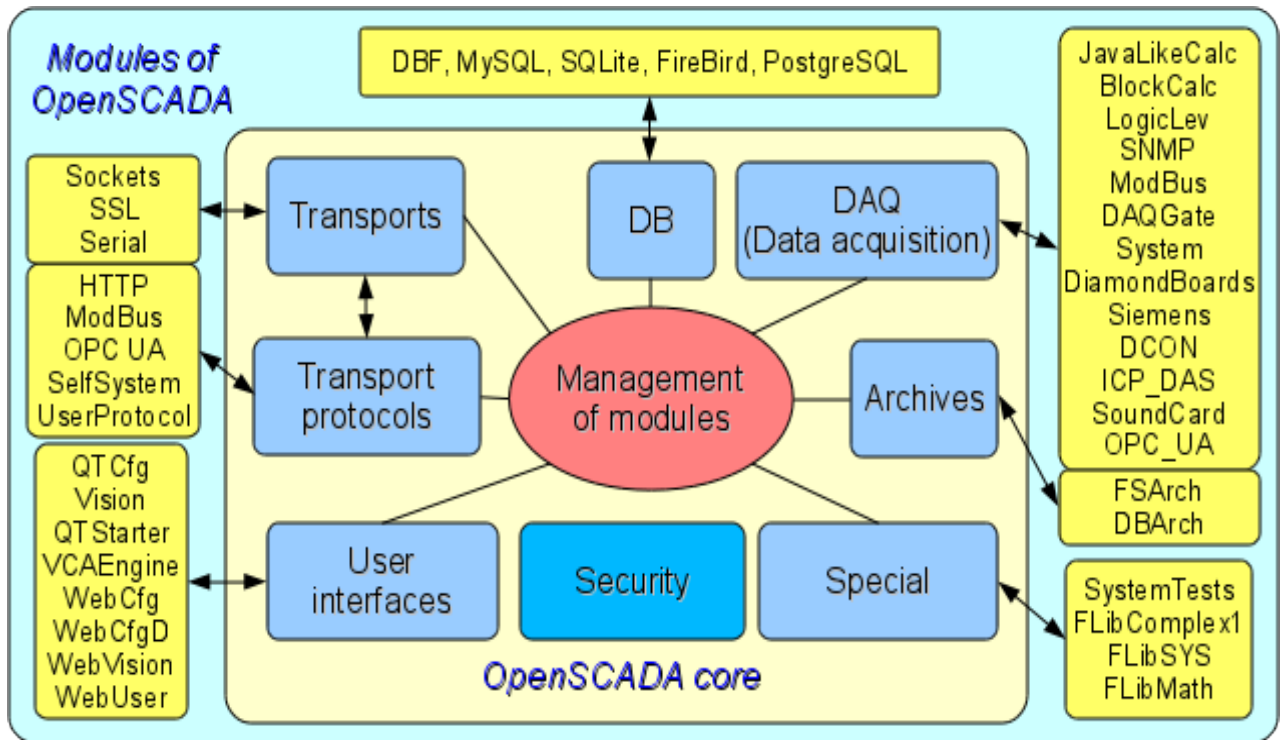 Modules of
OpenSCADA
DBF, MySQL, SQLite, FireBird, PostgreSQL
JavaLikeCalc
BlockCalc
LogicLev
SNMP
ModBus
DAQGate
System
DiamondBoards
Siemens
DCON
ICP_DAS
SoundCard
OPC_UA
Sockets
SSL
Serial
Transports
DB
DAQ
(Data acquisition)
HTTP
ModBus
OPC UA
SelfSystem
UserProtocol
Transport
protocols
Management
of modules
Archives
FSArch
DBArch
QTCfg
Vision
QTStarter
VCAEngine
WebCfg
WebCfgD
WebVision
WebUser
User
interfaces
Security
Special
SystemTests
FLibComplex1
FLibSYS
FLibMath
OpenSCADA core